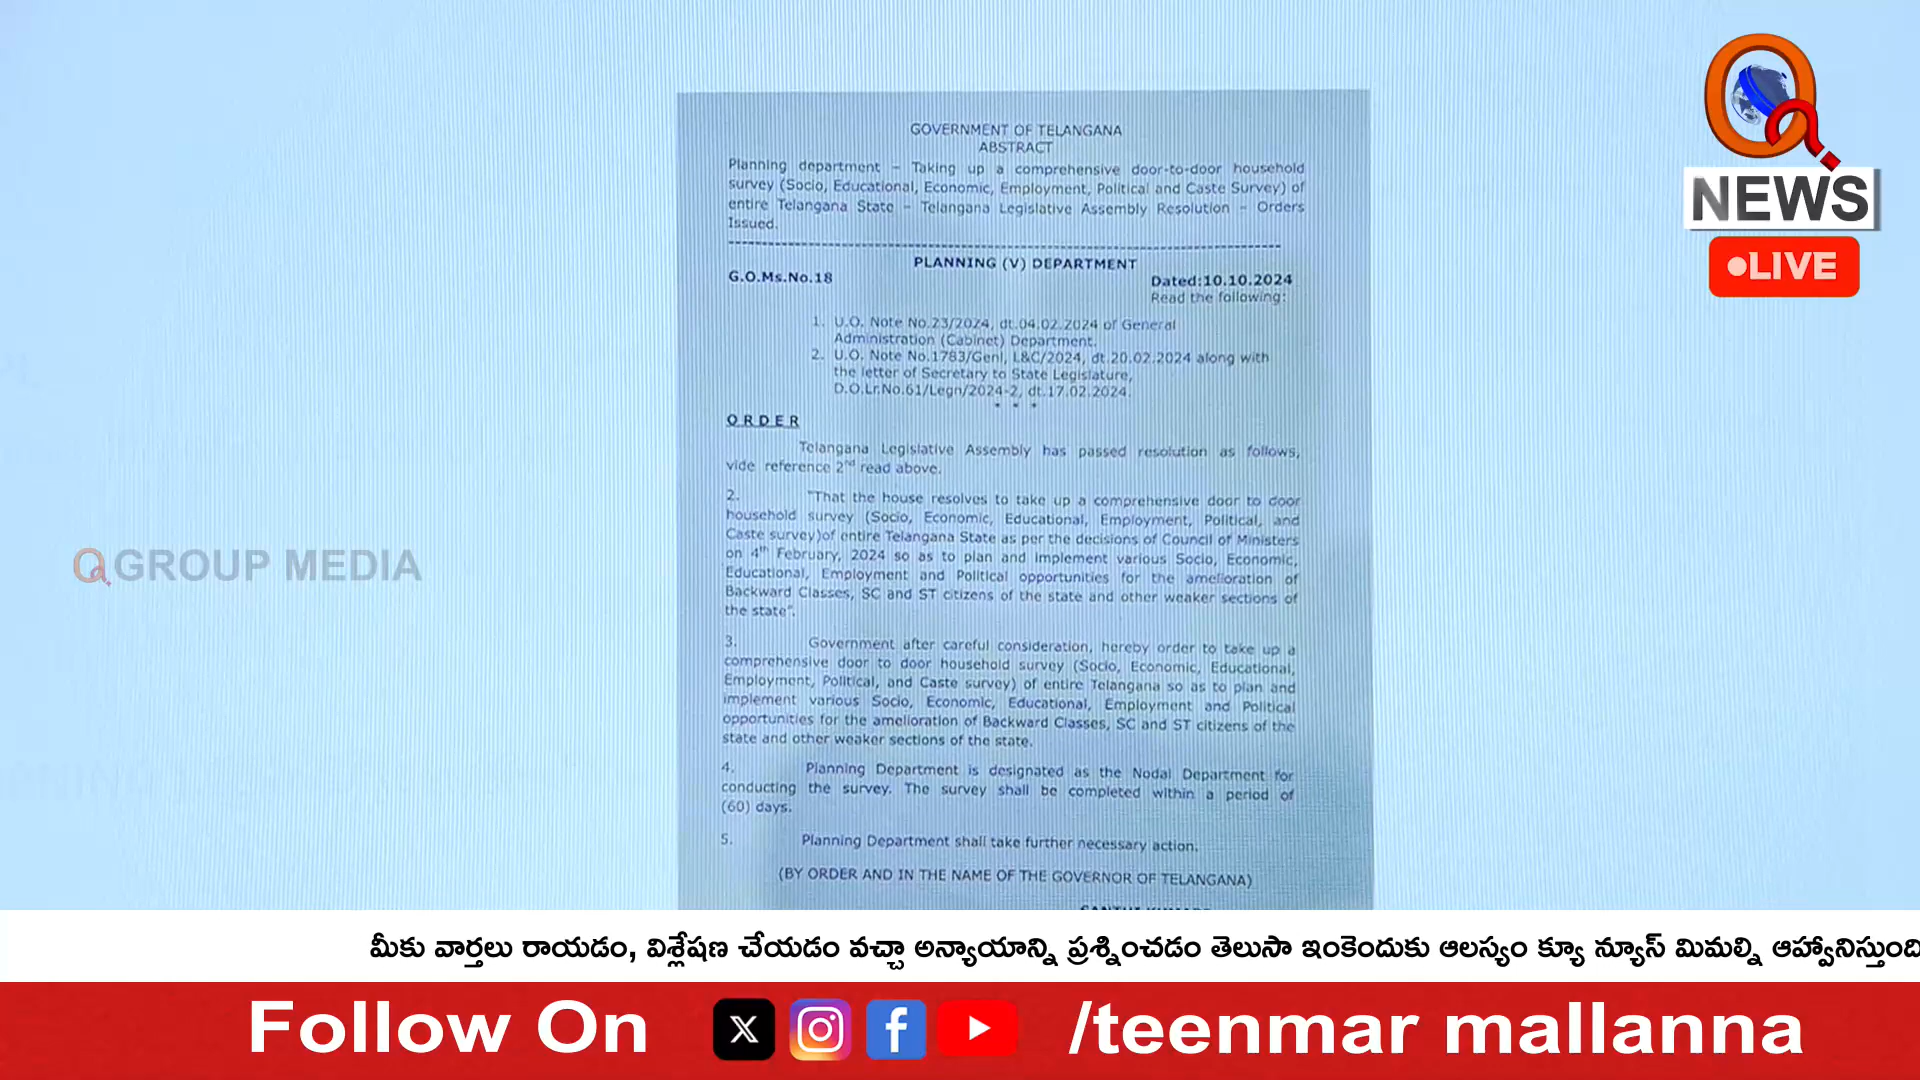 GOVERNMENT OF TELANGANA
ABSTRACT
Planning department – Taking up a comprehensive door-to-door household
survey (Socio, Educational, Economic, Employment, Political and Caste Survey) of
entire Telangana State – Telangana Legislative Assembly Resolution – Orders
Issued.
PLANNING (V) DEPARTMENT
G.O.Ms.No.18
Dated:10.10.2024
Read the following:
1. U.O. Note No.23/2024, dt.04.02.2024 of General
Administration (Cabinet) Department.
2. U.O. Note No.1783/Genl, L&C/2024, dt.20.02.2024 along with
the letter of Secretary to State Legislature,
D.O.Lr.No.61/Legn/2024-2, dt.17.02.2024.
* * *
O R D E R
Telangana Legislative Assembly has passed resolution as follows,
vide reference 2nd read above.
2. "That the house resolves to take up a comprehensive door to door
household survey (Socio, Economic, Educational, Employment, Political, and
Caste survey)of entire Telangana State as per the decisions of Council of Ministers
on 4th February, 2024 so as to plan and implement various Socio, Economic,
Educational, Employment and Political opportunities for the amelioration of
Backward Classes, SC and ST citizens of the state and other weaker sections of
the state".
3. Government after careful consideration, hereby order to take up a
comprehensive door to door household survey (Socio, Economic, Educational,
Employment, Political, and Caste survey) of entire Telangana so as to plan and
implement various Socio, Economic, Educational, Employment and Political
opportunities for the amelioration of Backward Classes, SC and ST citizens of the
state and other weaker sections of the state.
4. Planning Department is designated as the Nodal Department for
conducting the survey. The survey shall be completed within a period of
(60) days.
5. Planning Department shall take further necessary action.
(BY ORDER AND IN THE NAME OF THE GOVERNOR OF TELANGANA)
Q NEWS
LIVE
Q GROUP MEDIA
మీకు వార్తలు రాయడం, విశ్లేషణ చేయడం వచ్చా అన్యాయాన్ని ప్రశ్నించడం తెలుసా ఇంకెందుకు ఆలస్యం క్యూ న్యూస్ మిమల్ని ఆహ్వానిస్తుంది
Follow On /teenmar mallanna